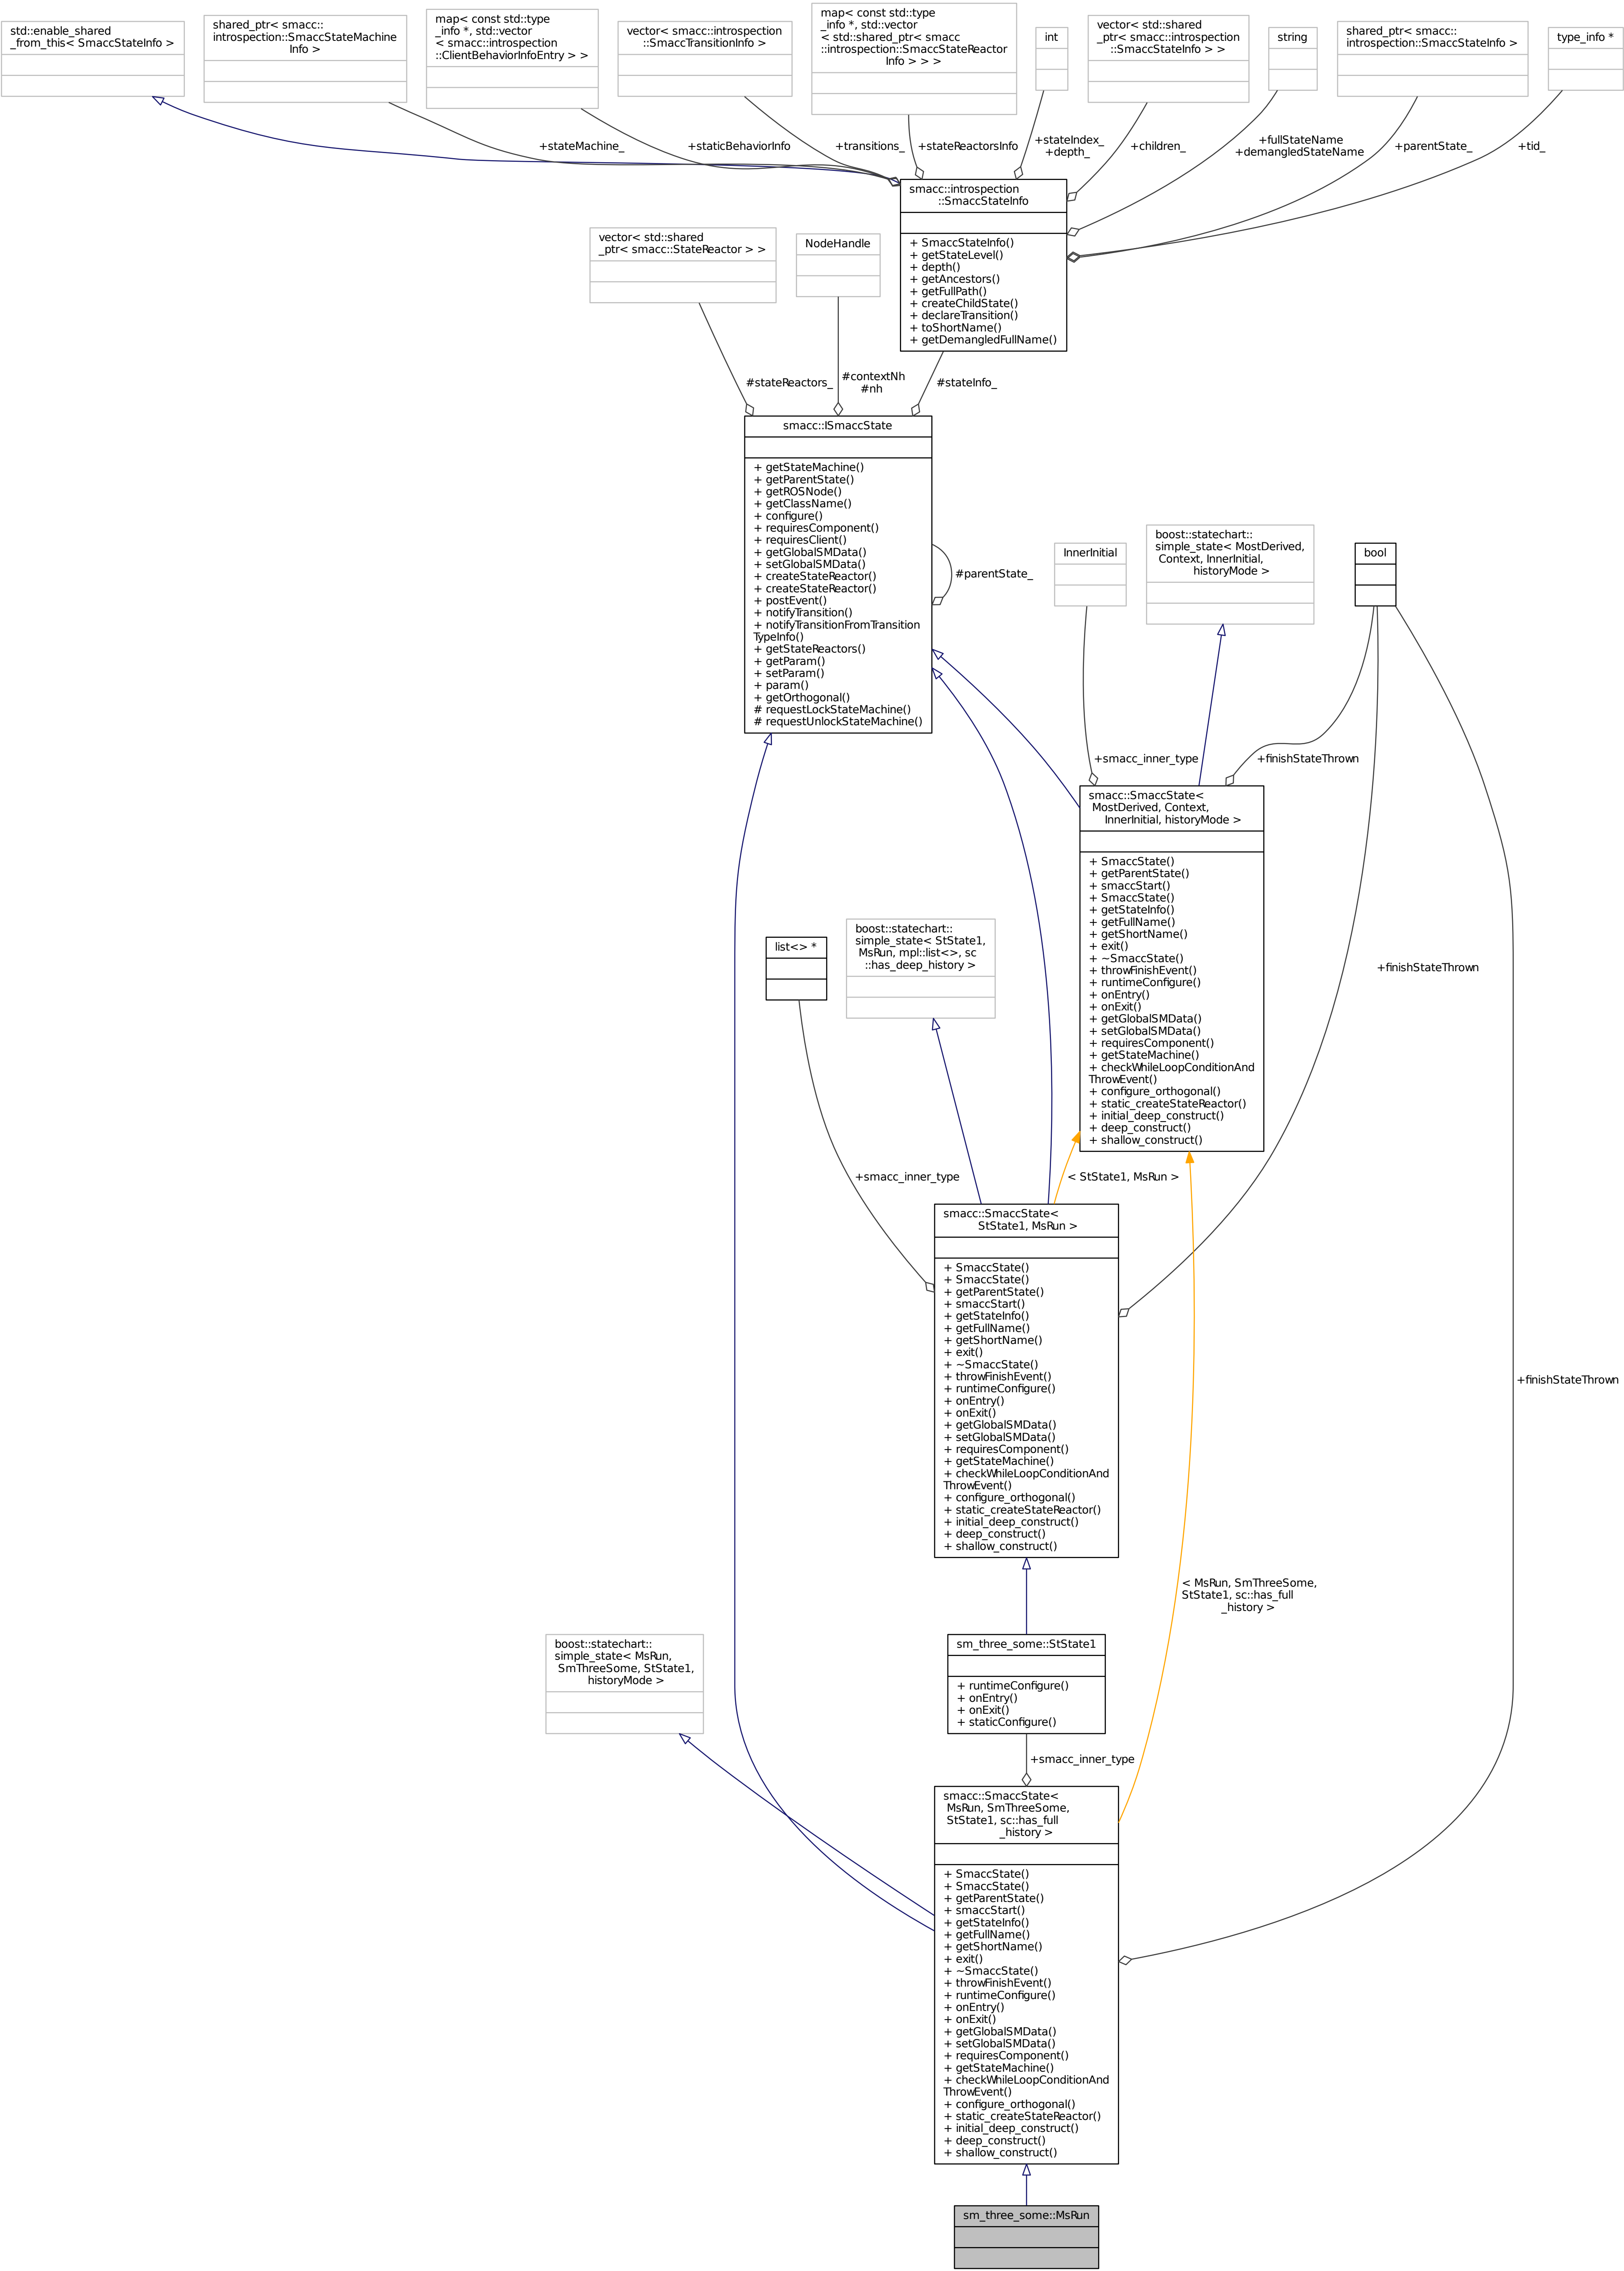 std::enable_shared
_from_this< SmaccStateInfo >
shared_ptr< smacc::
introspection::SmaccStateMachine
Info >
map< const std::type
_info *, std::vector
< smacc::introspection
::ClientBehaviorInfoEntry > >
vector< smacc::introspection
::SmaccTransitionInfo >
map< const std::type
_info *, std::vector
< std::shared_ptr< smacc
::introspection::SmaccStateReactor
Info > > >
int
vector< std::shared
_ptr< smacc::introspection
::SmaccStateInfo > >
string
shared_ptr< smacc::
introspection::SmaccStateInfo >
type_info *
+stateMachine_
+staticBehaviorInfo
+transitions_
+stateReactorsInfo
+stateIndex_
+depth_
+children_
+fullStateName
+demangledStateName
+parentState_
+tid_
smacc::introspection
::SmaccStateInfo
+ SmaccStateInfo()
+ getStateLevel()
+ depth()
+ getAncestors()
+ getFullPath()
+ createChildState()
+ declareTransition()
+ toShortName()
+ getDemangledFullName()
vector< std::shared
_ptr< smacc::StateReactor > >
NodeHandle
#stateReactors_
#contextNh
#nh
#stateInfo_
smacc::ISmaccState
+ getStateMachine()
+ getParentState()
+ getROSNode()
+ getClassName()
+ configure()
+ requiresComponent()
+ requiresClient()
+ getGlobalSMData()
+ setGlobalSMData()
+ createStateReactor()
+ createStateReactor()
+ postEvent()
+ notifyTransition()
+ notifyTransitionFromTransition
TypeInfo()
+ getStateReactors()
+ getParam()
+ setParam()
+ param()
+ getOrthogonal()
# requestLockStateMachine()
# requestUnlockStateMachine()
#parentState_
InnerInitial
boost::statechart::
simple_state< MostDerived,
Context, InnerInitial,
historyMode >
bool
+smacc_inner_type
+finishStateThrown
smacc::SmaccState<
MostDerived, Context,
InnerInitial, historyMode >
+ SmaccState()
+ getParentState()
+ smaccStart()
+ SmaccState()
+ getStateInfo()
+ getFullName()
+ getShortName()
+ exit()
+ ~SmaccState()
+ throwFinishEvent()
+ runtimeConfigure()
+ onEntry()
+ onExit()
+ getGlobalSMData()
+ setGlobalSMData()
+ requiresComponent()
+ getStateMachine()
+ checkWhileLoopConditionAnd
ThrowEvent()
+ configure_orthogonal()
+ static_createStateReactor()
+ initial_deep_construct()
+ deep_construct()
+ shallow_construct()
list<> *
boost::statechart::
simple_state< StState1,
MsRun, mpl::list<>, sc
::has_deep_history >
+finishStateThrown
+smacc_inner_type
< StState1, MsRun >
smacc::SmaccState<
StState1, MsRun >
+ SmaccState()
+ SmaccState()
+ getParentState()
+ smaccStart()
+ getStateInfo()
+ getFullName()
+ getShortName()
+ exit()
+ ~SmaccState()
+ throwFinishEvent()
+ runtimeConfigure()
+ onEntry()
+ onExit()
+ getGlobalSMData()
+ setGlobalSMData()
+ requiresComponent()
+ getStateMachine()
+ checkWhileLoopConditionAnd
ThrowEvent()
+ configure_orthogonal()
+ static_createStateReactor()
+ initial_deep_construct()
+ deep_construct()
+ shallow_construct()
+finishStateThrown
< MsRun, SmThreeSome,
StState1, sc::has_full
_history >
boost::statechart::
simple_state< MsRun,
SmThreeSome, StState1,
historyMode >
sm_three_some::StState1
+ runtimeConfigure()
+ onEntry()
+ onExit()
+ staticConfigure()
+smacc_inner_type
smacc::SmaccState<
MsRun, SmThreeSome,
StState1, sc::has_full
_history >
+ SmaccState()
+ SmaccState()
+ getParentState()
+ smaccStart()
+ getStateInfo()
+ getFullName()
+ getShortName()
+ exit()
+ ~SmaccState()
+ throwFinishEvent()
+ runtimeConfigure()
+ onEntry()
+ onExit()
+ getGlobalSMData()
+ setGlobalSMData()
+ requiresComponent()
+ getStateMachine()
+ checkWhileLoopConditionAnd
ThrowEvent()
+ configure_orthogonal()
+ static_createStateReactor()
+ initial_deep_construct()
+ deep_construct()
+ shallow_construct()
sm_three_some::MsRun